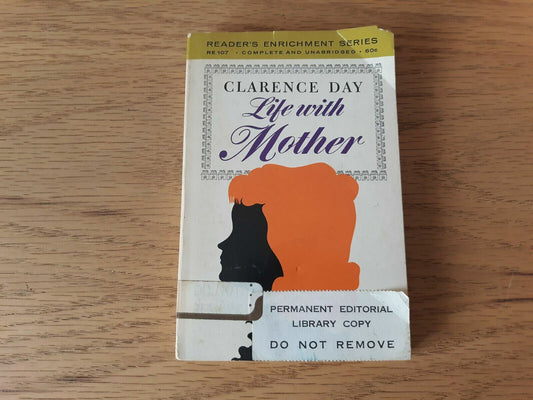 READER'S ENRICHMENT SERIES
RE 107 • COMPLETE AND UNABRIDGED • 60¢
CLARENCE DAY
Life with
Mother
PERMANENT EDITORIAL
LIBRARY COPY
DO NOT REMOVE